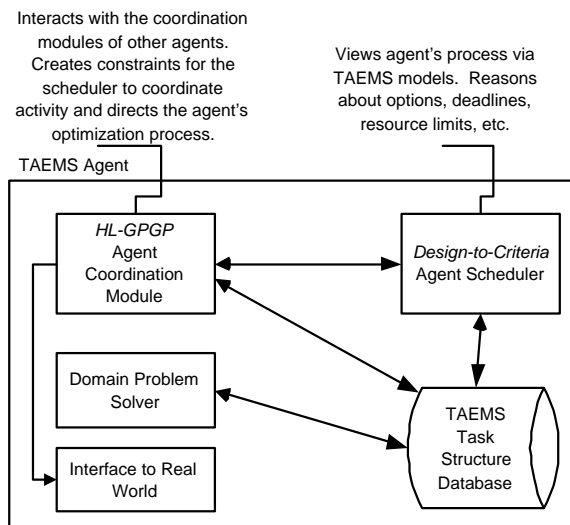 Interacts with the coordination
modules of other agents.
Creates constraints for the
scheduler to coordinate
activity and directs the agent's
optimization process.
Views agent's process via
TAEMS models.  Reasons
about options, deadlines,
resource limits, etc.
TAEMS Agent
HL-GPGP
Agent
Coordination
Module
Design-to-Criteria
Agent Scheduler
Domain Problem
Solver
TAEMS
Task
Structure
Database
Interface to Real
World